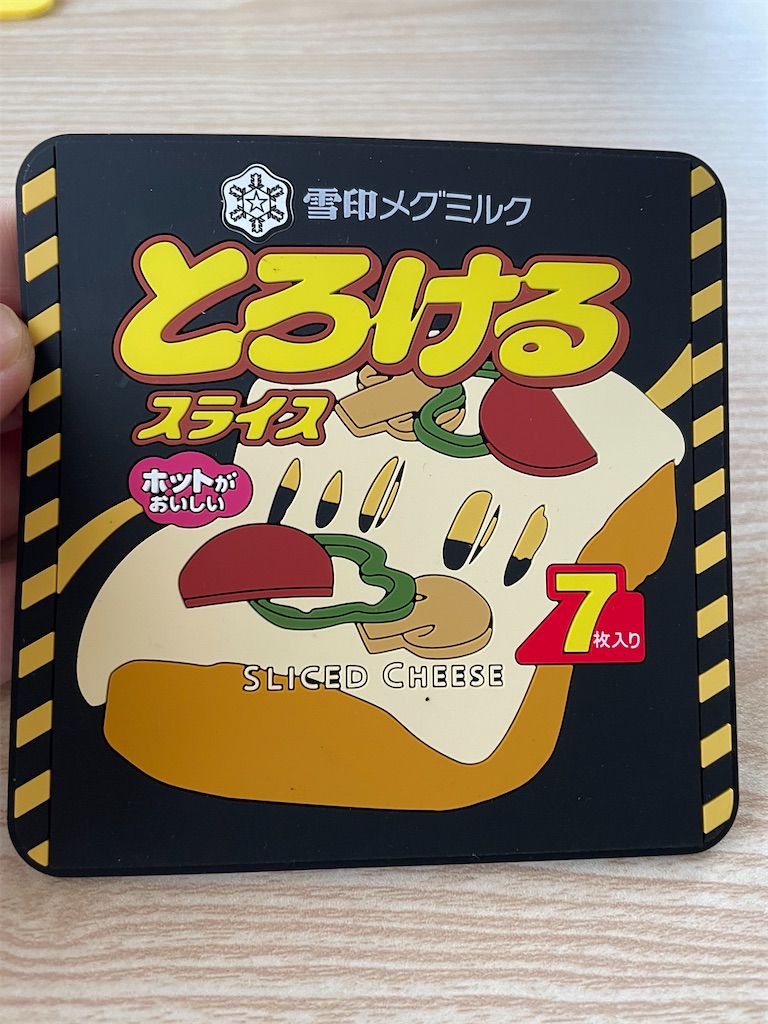 雪印メグミルク
とろける
スライス
ホットが
おいしい
7
枚入り
SLICED CHEESE